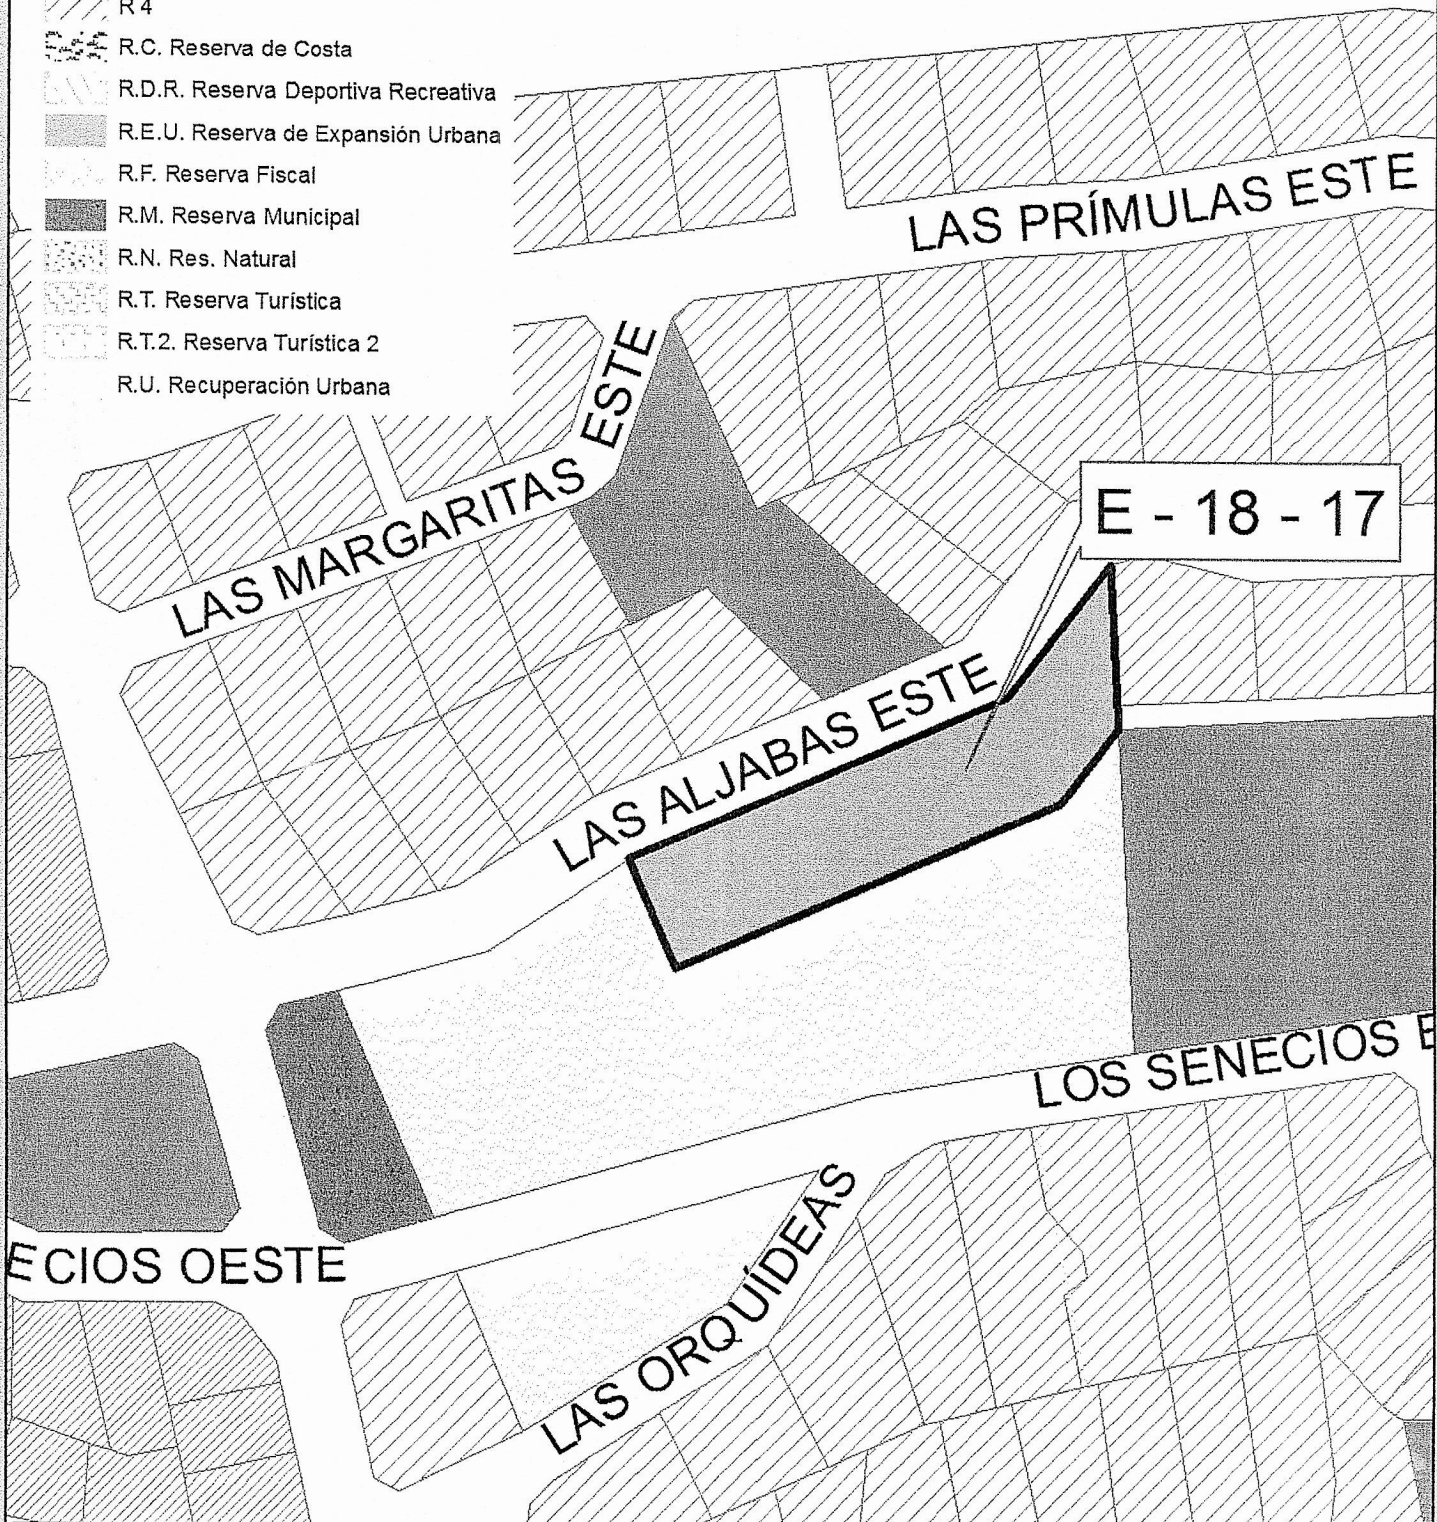 R 4
R.C. Reserva de Costa
R.D.R. Reserva Deportiva Recreativa
R.E.U. Reserva de Expansión Urbana
R.F. Reserva Fiscal
R.M. Reserva Municipal
R.N. Res. Natural
R.T. Reserva Turística
R.T.2. Reserva Turística 2
R.U. Recuperación Urbana
LAS PRÍMULAS ESTE
LAS MARGARITAS ESTE
E - 18 - 17
LAS ALJABAS ESTE
LOS SENECIOS E
ECIOS OESTE
LAS ORQUÍDEAS